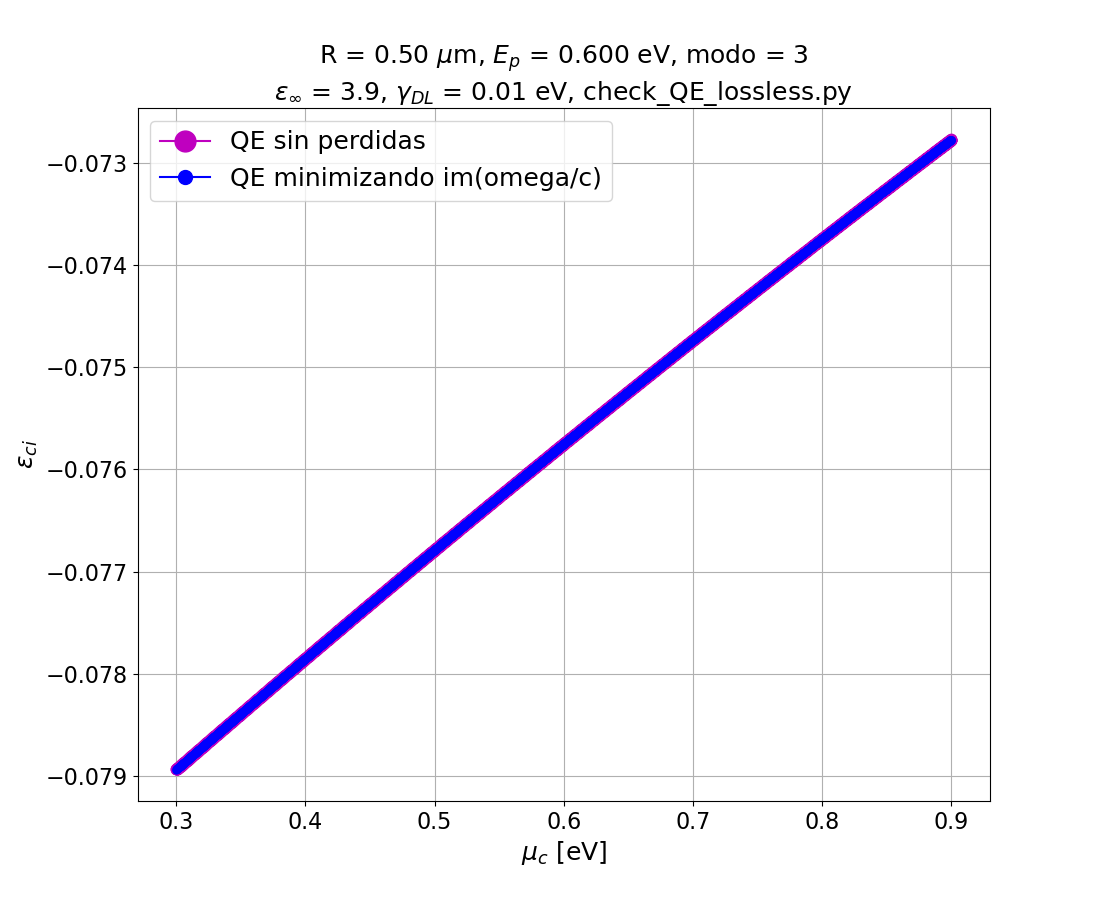 R = 0.50 μm, E_p = 0.600 eV, modo = 3
ε_∞ = 3.9, γ_DL = 0.01 eV, check_QE_lossless.py
QE sin perdidas
QE minimizando im(omega/c)
−0.073
−0.074
−0.075
−0.076
−0.077
−0.078
−0.079
ε_ci
0.3 0.4 0.5 0.6 0.7 0.8 0.9
μ_c [eV]